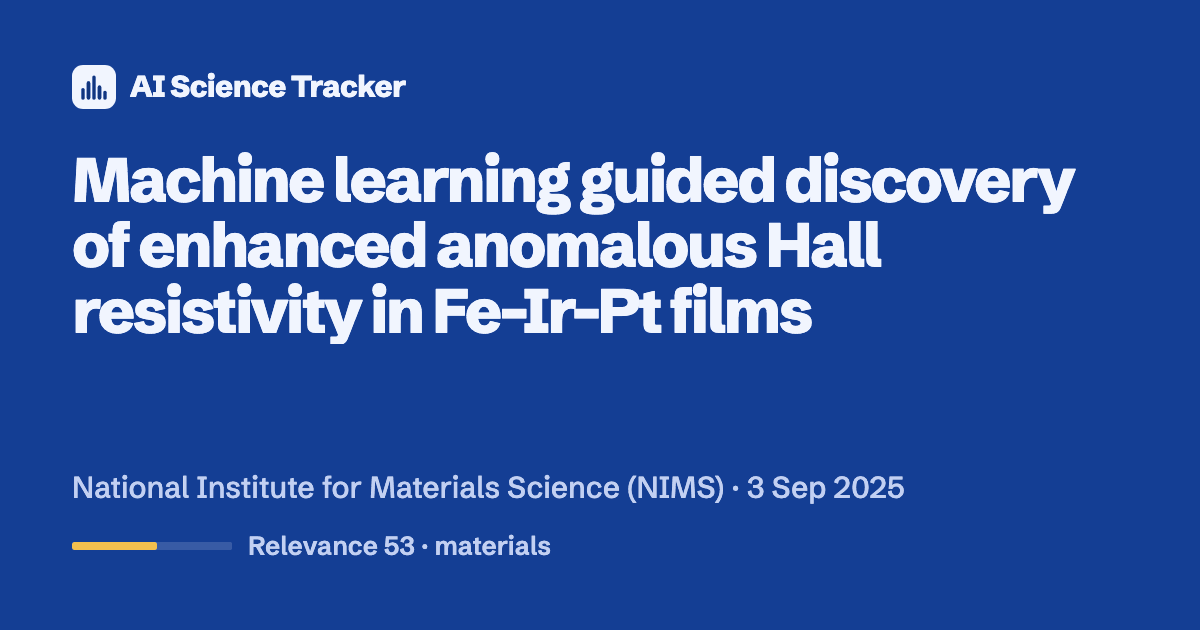 AI Science Tracker
Machine learning guided discovery
of enhanced anomalous Hall
resistivity in Fe–Ir–Pt films
National Institute for Materials Science (NIMS) · 3 Sep 2025
Relevance 53 · materials